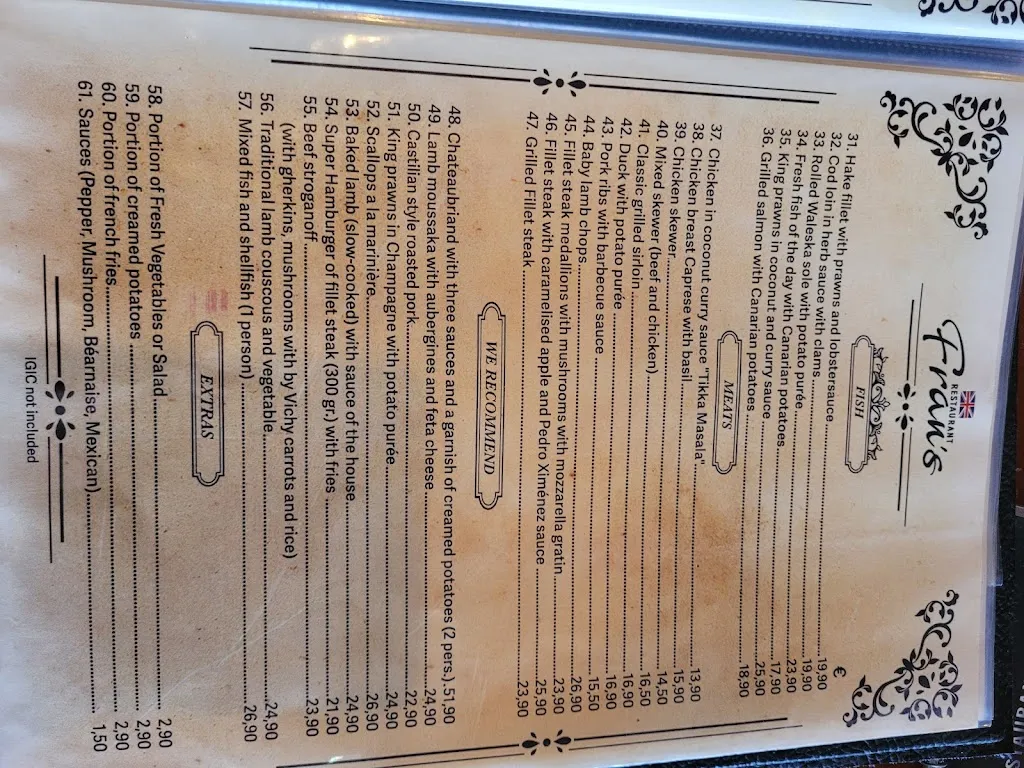 RESTAURANT
Fran's
FISH
€
31. Hake fillet with prawns and lobstersauce 19,90
32. Cod loin in herb sauce with clams 19,90
33. Rolled Waleska sole with potato purée 23,90
34. Fresh fish of the day with Canarian potatoes 17,90
35. King prawns in coconut and curry sauce 25,90
36. Grilled salmon with Canarian potatoes 18,90
MEATS
37. Chicken in coconut curry sauce "Tikka Masala" 13,90
38. Chicken breast Caprese with basil 15,90
39. Chicken skewer 14,50
40. Mixed skewer (beef and chicken) 16,50
41. Classic grilled sirloin 16,90
42. Duck with potato purée 16,90
43. Pork ribs with barbecue sauce 15,50
44. Baby lamb chops 26,90
45. Fillet steak medallions with mushrooms with mozzarella gratin 23,90
46. Fillet steak with caramelised apple and Pedro Ximénez sauce 25,90
47. Grilled Fillet steak 23,90
WE RECOMMEND
48. Chateaubriand with three sauces and a garnish of creamed potatoes (2 pers.) 51,90
49. Lamb moussaka with aubergines and feta cheese 24,90
50. Castilian style roasted pork 22,90
51. King prawns in Champagne with potato purée 24,90
52. Scallops a la marinière 26,90
53. Baked lamb (slow-cooked) with sauce of the house 24,90
54. Super Hamburger of fillet steak (300 gr.) with fries 21,90
55. Beef stroganoff 23,90
(with gherkins, mushrooms with by Vichy carrots and rice)
56. Traditional lamb couscous and vegetable 24,90
57. Mixed fish and shellfish (1 person) 26,90
EXTRAS
58. Portion of Fresh Vegetables or Salad 2,90
59. Portion of creamed potatoes 2,90
60. Portion of french fries 2,90
61. Sauces (Pepper, Mushroom, Béarnaise, Mexican) 1,50
IGIC not included